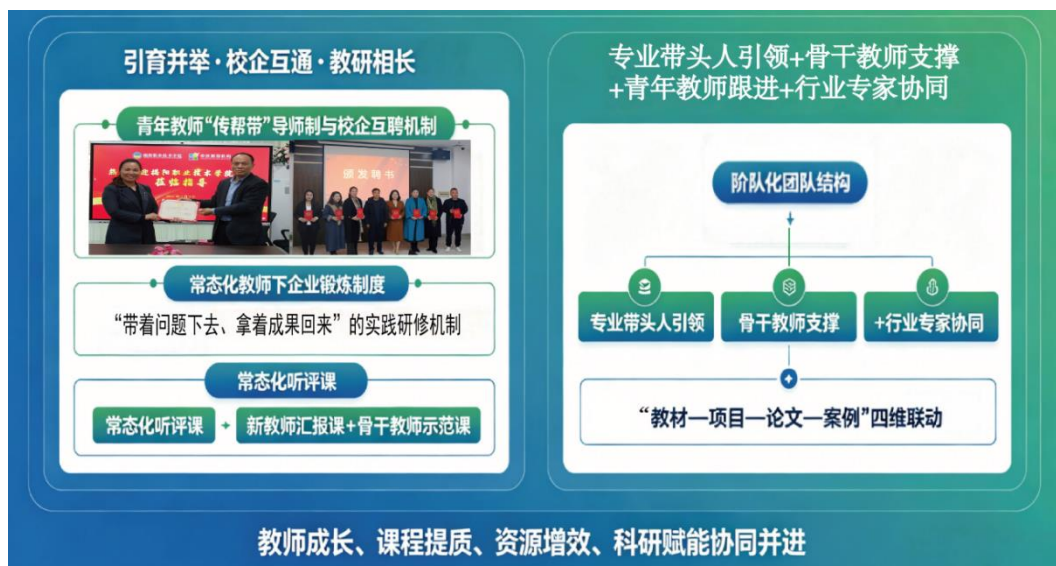 引育并举·校企互通·教研相长
青年教师“传帮带”导师制与校企互聘机制
颁发聘书
常态化教师下企业锻炼制度
“带着问题下去、拿着成果回来”的实践研修机制
常态化听评课
常态化听评课
新教师汇报课+骨干教师示范课
专业带头人引领+骨干教师支撑
+青年教师跟进+行业专家协同
阶队化团队结构
专业带头人引领
骨干教师支撑
+行业专家协同
“教材—项目—论文—案例”四维联动
教师成长、课程提质、资源增效、科研赋能协同并进